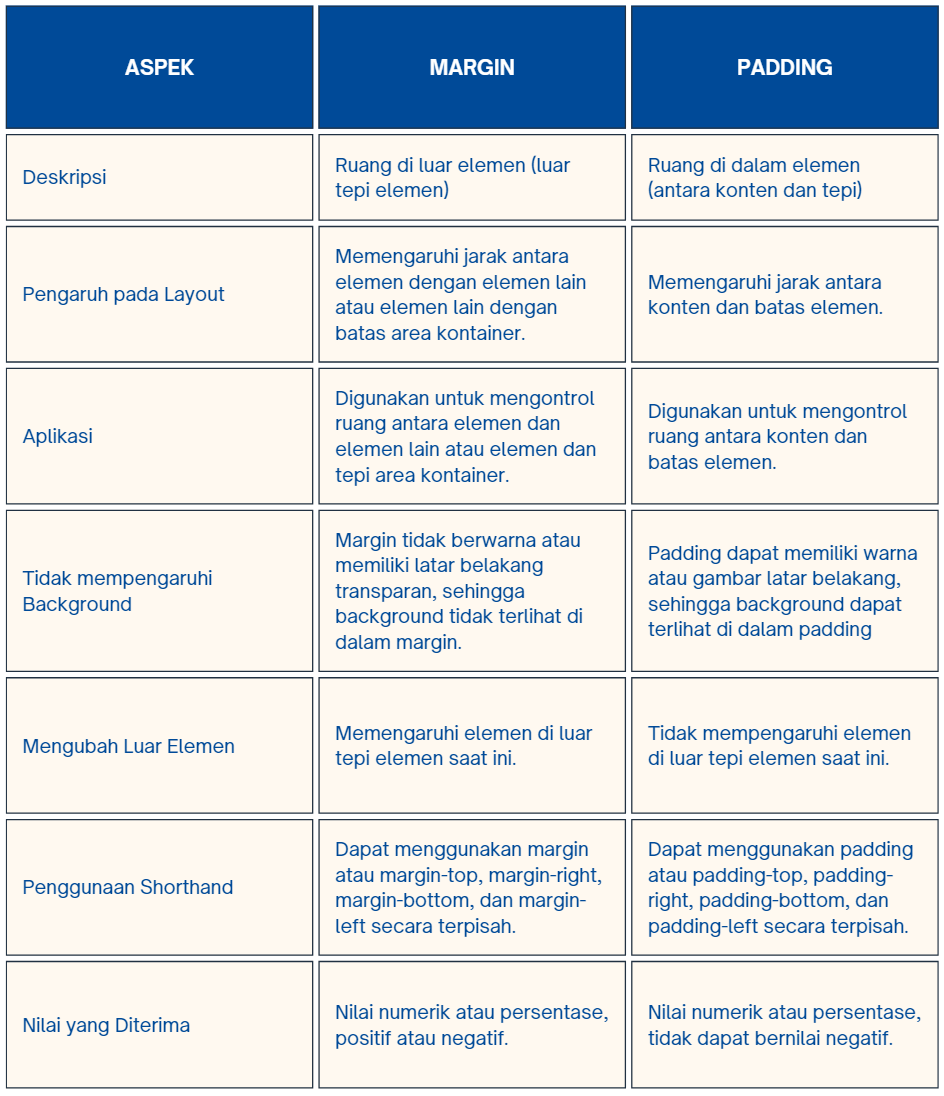 ASPEK
MARGIN
PADDING
Deskripsi
Ruang di luar elemen (luar
tepi elemen)
Ruang di dalam elemen
(antara konten dan tepi)
Pengaruh pada Layout
Memengaruhi jarak antara
elemen dengan elemen lain
atau elemen lain dengan
batas area kontainer.
Memengaruhi jarak antara
konten dan batas elemen.
Aplikasi
Digunakan untuk mengontrol
ruang antara elemen dan
elemen lain atau elemen dan
tepi area kontainer.
Digunakan untuk mengontrol
ruang antara konten dan
batas elemen.
Tidak mempengaruhi
Background
Margin tidak berwarna atau
memiliki latar belakang
transparan, sehingga
background tidak terlihat di
dalam margin.
Padding dapat memiliki warna
atau gambar latar belakang,
sehingga background dapat
terlihat di dalam padding
Mengubah Luar Elemen
Memengaruhi elemen di luar
tepi elemen saat ini.
Tidak mempengaruhi elemen
di luar tepi elemen saat ini.
Penggunaan Shorthand
Dapat menggunakan margin
atau margin-top, margin-right,
margin-bottom, dan margin-
left secara terpisah.
Dapat menggunakan padding
atau padding-top, padding-
right, padding-bottom, dan
padding-left secara terpisah.
Nilai yang Diterima
Nilai numerik atau persentase,
positif atau negatif.
Nilai numerik atau persentase,
tidak dapat bernilai negatif.